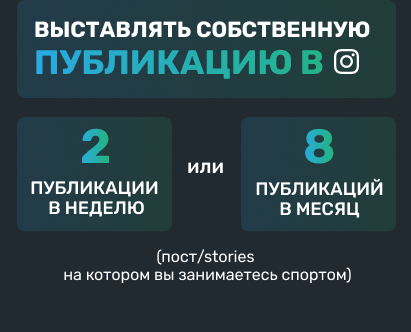 ВЫСТАВЛЯТЬ СОБСТВЕННУЮ
ПУБЛИКАЦИЮ В
2
ПУБЛИКАЦИИ
В НЕДЕЛЮ
или
8
ПУБЛИКАЦИЙ
В МЕСЯЦ
(пост/stories
на котором вы занимаетесь спортом)